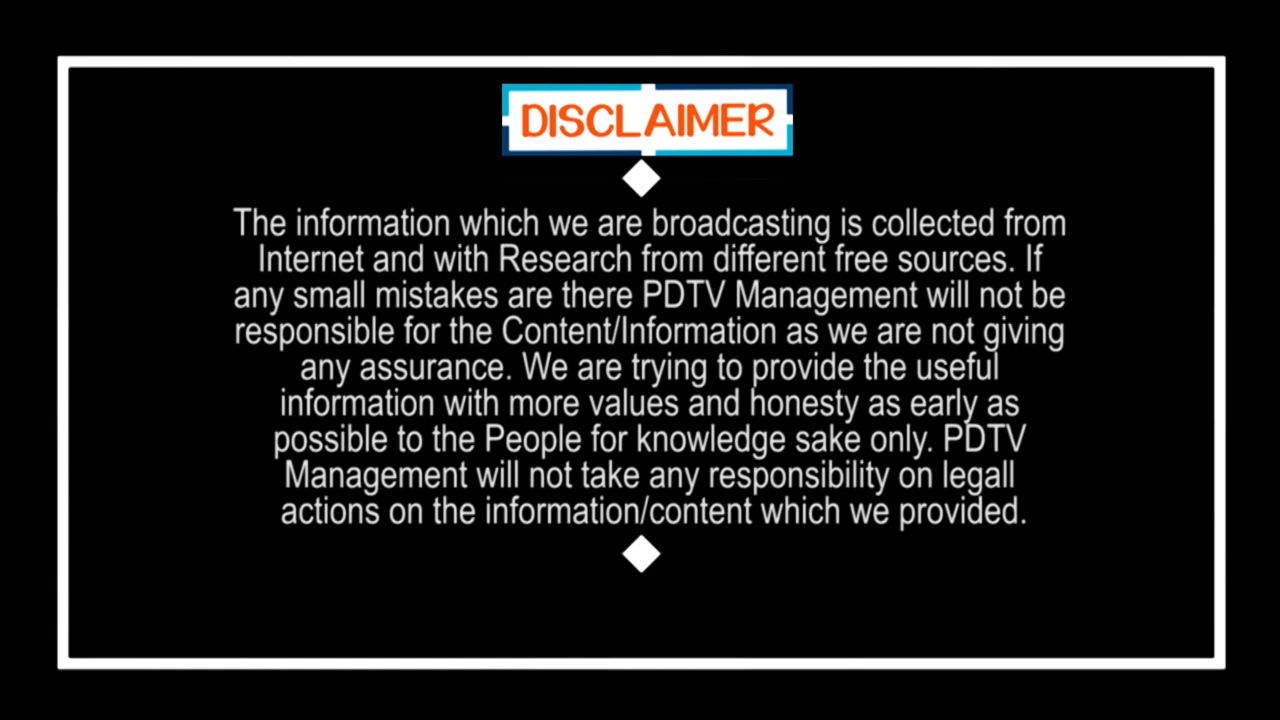 DISCLAIMER
The information which we are broadcasting is collected from
Internet and with Research from different free sources. If
any small mistakes are there PDTV Management will not be
responsible for the Content/Information as we are not giving
any assurance. We are trying to provide the useful
information with more values and honesty as early as
possible to the People for knowledge sake only. PDTV
Management will not take any responsibility on legall
actions on the information/content which we provided.